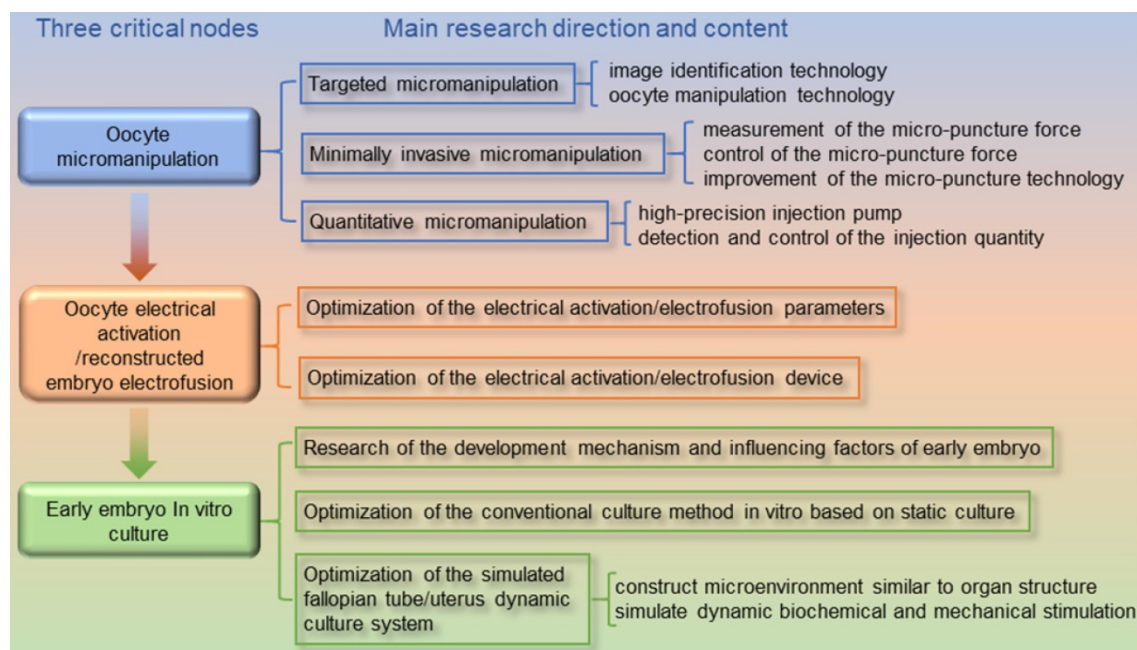 Three critical nodes
Main research direction and content
Oocyte
micromanipulation
Targeted micromanipulation
image identification technology
oocyte manipulation technology
Minimally invasive micromanipulation
measurement of the micro-puncture force
control of the micro-puncture force
improvement of the micro-puncture technology
Quantitative micromanipulation
high-precision injection pump
detection and control of the injection quantity
Oocyte electrical
activation
/reconstructed
embryo electrofusion
Optimization of the electrical activation/electrofusion parameters
Optimization of the electrical activation/electrofusion device
Early embryo In vitro
culture
Research of the development mechanism and influencing factors of early embryo
Optimization of the conventional culture method in vitro based on static culture
Optimization of the simulated
fallopian tube/uterus dynamic
culture system
construct microenvironment similar to organ structure
simulate dynamic biochemical and mechanical stimulation